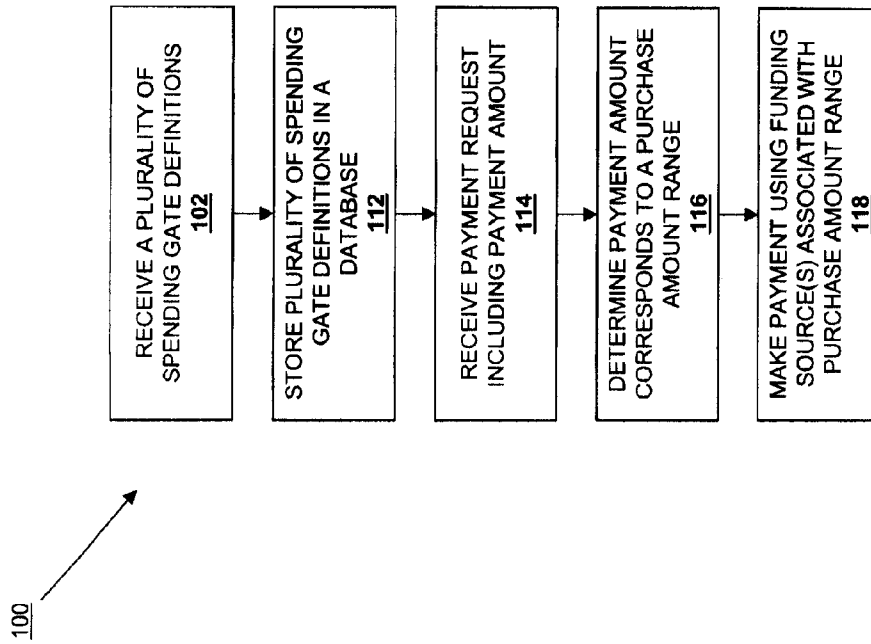 100
RECEIVE A PLURALITY OF
SPENDING GATE DEFINITIONS
102
STORE PLURALITY OF SPENDING
GATE DEFINITIONS IN A
DATABASE
112
RECEIVE PAYMENT REQUEST
INCLUDING PAYMENT AMOUNT
114
DETERMINE PAYMENT AMOUNT
CORRESPONDS TO A PURCHASE
AMOUNT RANGE
116
MAKE PAYMENT USING FUNDING
SOURCE(S) ASSOCIATED WITH
PURCHASE AMOUNT RANGE
118